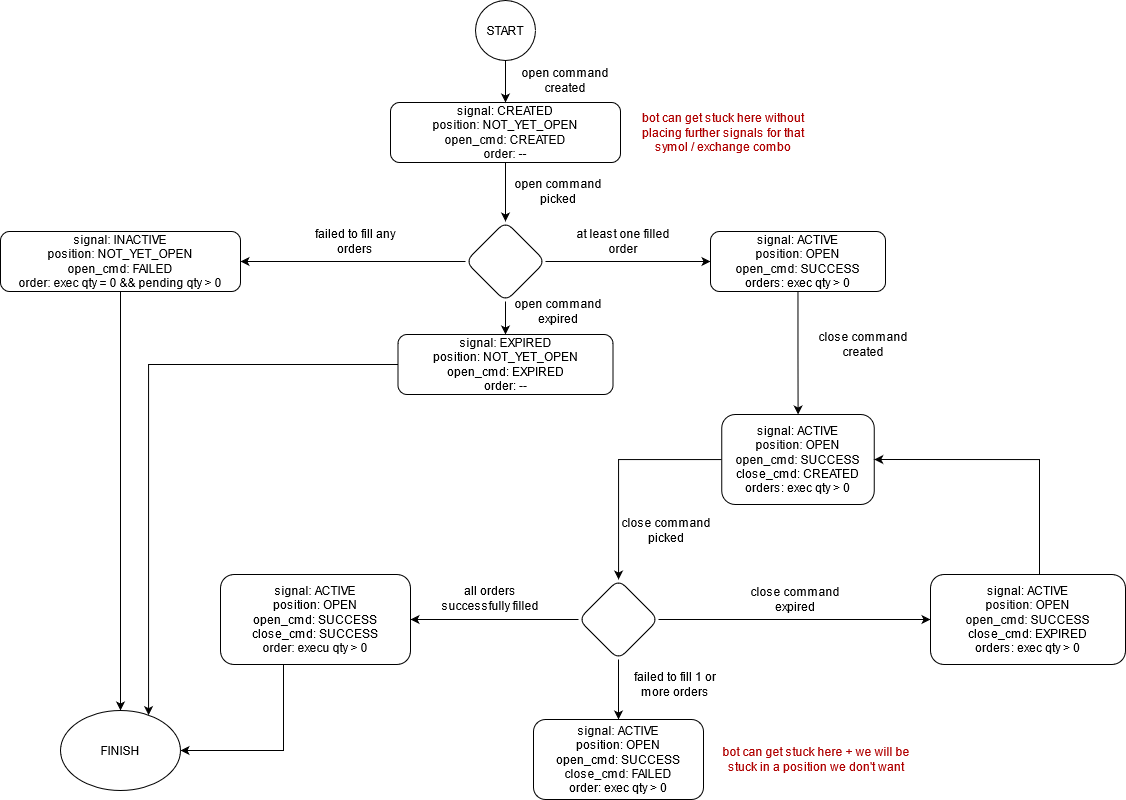 START
open command
created
signal: CREATED
position: NOT_YET_OPEN
open_cmd: CREATED
order: --
bot can get stuck here without
placing further signals for that
symol / exchange combo
open command
picked
failed to fill any
orders
at least one filled
order
signal: INACTIVE
position: NOT_YET_OPEN
open_cmd: FAILED
order: exec qty = 0 && pending qty > 0
signal: ACTIVE
position: OPEN
open_cmd: SUCCESS
orders: exec qty > 0
open command
expired
signal: EXPIRED
position: NOT_YET_OPEN
open_cmd: EXPIRED
order: --
close command
created
signal: ACTIVE
position: OPEN
open_cmd: SUCCESS
close_cmd: CREATED
orders: exec qty > 0
close command
picked
all orders
successfully filled
close command
expired
signal: ACTIVE
position: OPEN
open_cmd: SUCCESS
close_cmd: SUCCESS
order: execu qty > 0
signal: ACTIVE
position: OPEN
open_cmd: SUCCESS
close_cmd: EXPIRED
orders: exec qty > 0
failed to fill 1 or
more orders
signal: ACTIVE
position: OPEN
open_cmd: SUCCESS
close_cmd: FAILED
order: exec qty > 0
bot can get stuck here + we will be
stuck in a position we don't want
FINISH